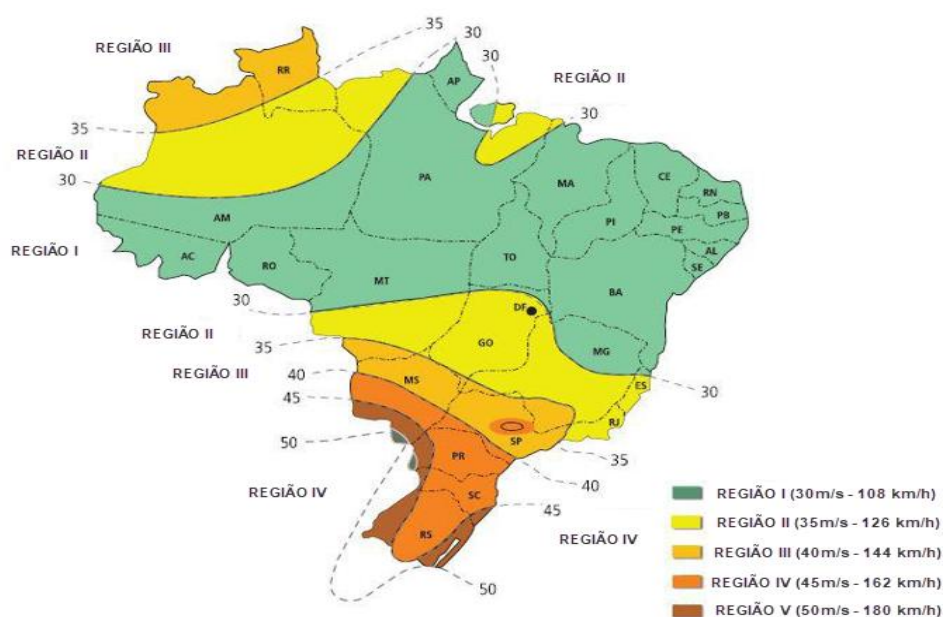 35
REGIÃO III
30
RR
30
AP
REGIÃO II
35
30
REGIÃO II
PA
MA
CE
RN
30
PI
PB
AM
PE
REGIÃO I
AL
AC
TO
SE
RO
MT
BA
30
DF
REGIÃO II
GO
MG
35
REGIÃO III
40
MS
ES
30
45
RJ
50
SP
35
PR
40
REGIÃO IV
SC
45
RS
REGIÃO IV
50
REGIÃO I (30m/s - 108 km/h)
REGIÃO II (35m/s - 126 km/h)
REGIÃO III (40m/s - 144 km/h)
REGIÃO IV (45m/s - 162 km/h)
REGIÃO V (50m/s - 180 km/h)